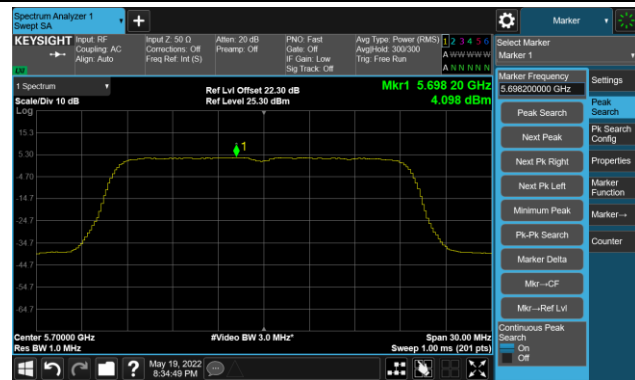 Spectrum Analyzer 1
Swept SA
+
Marker
KEYSIGHT
Input: RF
Coupling: AC
Align: Auto
Input Z: 50 Ω
Corrections: Off
Freq Ref: Int (S)
Atten: 20 dB
Preamp: Off
PNO: Fast
Gate: Off
IF Gain: Low
Sig Track: Off
Avg Type: Power (RMS)
Avg|Hold: 300/300
Trig: Free Run
1 2 3 4 5 6
A W W W W W
A N N N N N
LXI
Select Marker
Marker 1
1 Spectrum
Scale/Div 10 dB
Log
Ref Lvl Offset 22.30 dB
Ref Level 25.30 dBm
Mkr1 5.698 20 GHz
4.098 dBm
15.3
5.30
-4.70
-14.7
-24.7
-34.7
-44.7
-54.7
-64.7
1
Marker Frequency
5.698200000 GHz
Peak Search
Next Peak
Next Pk Right
Next Pk Left
Minimum Peak
Pk-Pk Search
Marker Delta
Mkr→CF
Mkr→Ref Lvl
Continuous Peak
Search
On
Off
Settings
Peak
Search
Pk Search
Config
Properties
Marker
Function
Marker→
Counter
Center 5.70000 GHz
Res BW 1.0 MHz
#Video BW 3.0 MHz*
Span 30.00 MHz
Sweep 1.00 ms (201 pts)
?
May 19, 2022
8:34:49 PM